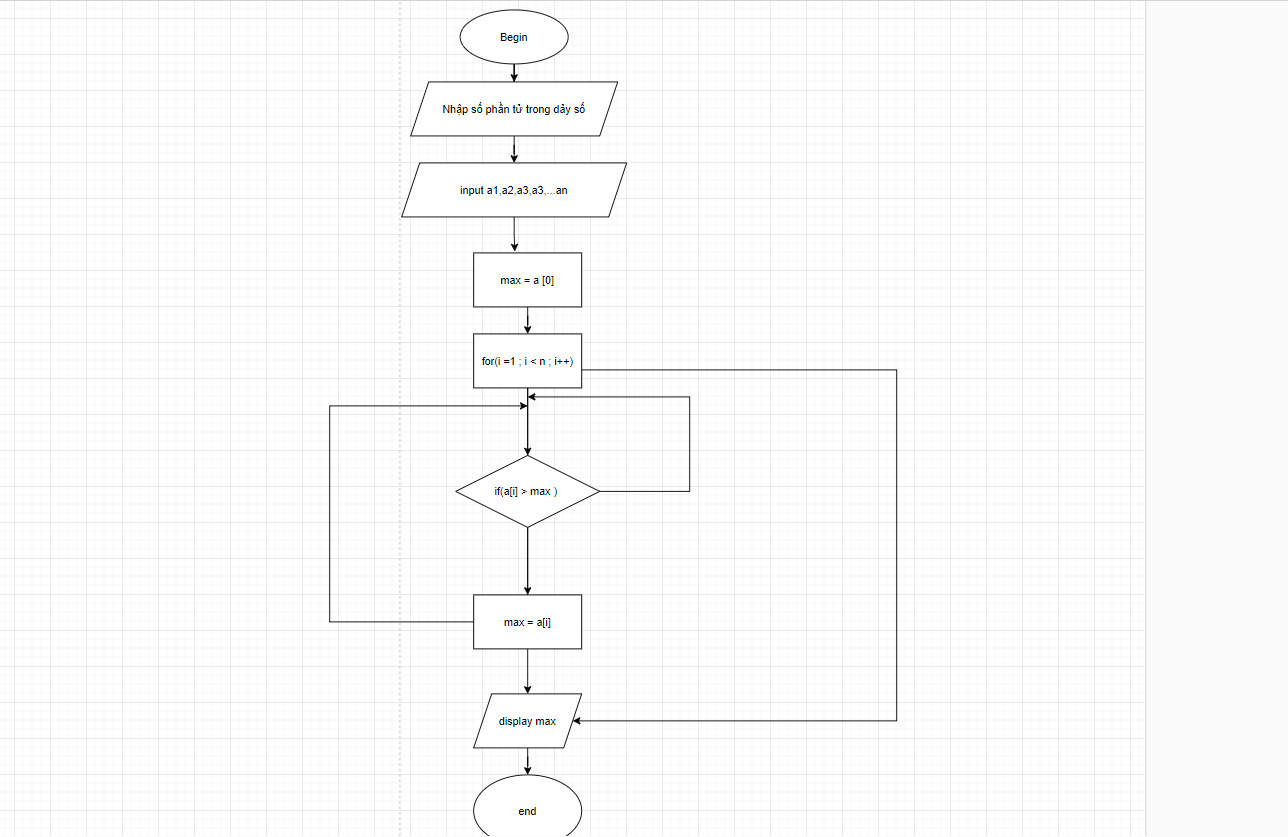 Begin
Nhập số phần tử trong dảy số
input a1,a2,a3,a3,...an
max = a [0]
for(i =1 ; i < n ; i++)
if(a[i] > max )
max = a[i]
display max
end